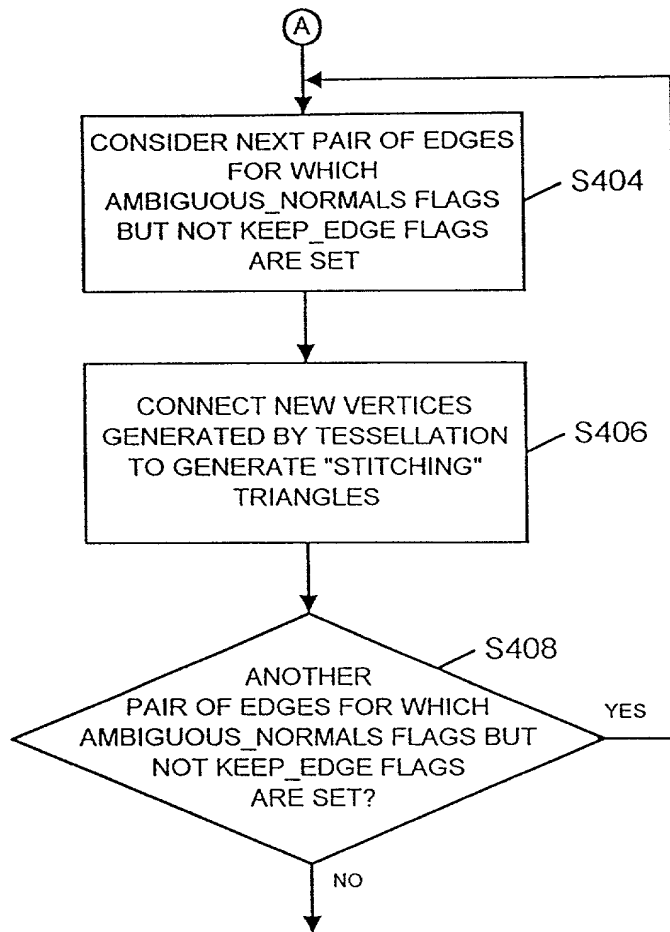 A
CONSIDER NEXT PAIR OF EDGES
FOR WHICH
AMBIGUOUS_NORMALS FLAGS
BUT NOT KEEP_EDGE FLAGS
ARE SET
S404
CONNECT NEW VERTICES
GENERATED BY TESSELLATION
TO GENERATE "STITCHING"
TRIANGLES
S406
S408
ANOTHER
PAIR OF EDGES FOR WHICH
AMBIGUOUS_NORMALS FLAGS BUT
NOT KEEP_EDGE FLAGS
ARE SET?
YES
NO